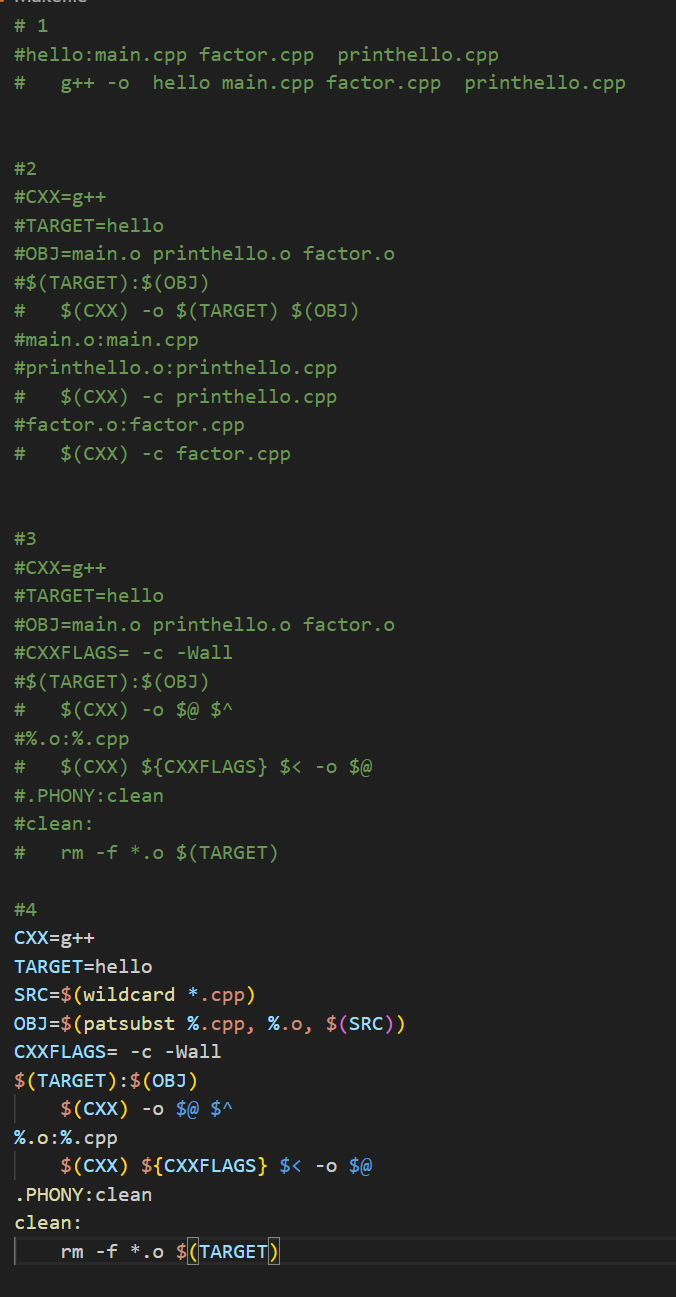 # 1
#hello:main.cpp factor.cpp  printhello.cpp
#   g++ -o  hello main.cpp factor.cpp  printhello.cpp
#2
#CXX=g++
#TARGET=hello
#OBJ=main.o printhello.o factor.o
#$(TARGET):$(OBJ)
#   $(CXX) -o $(TARGET) $(OBJ)
#main.o:main.cpp
#printhello.o:printhello.cpp
#   $(CXX) -c printhello.cpp
#factor.o:factor.cpp
#   $(CXX) -c factor.cpp
#3
#CXX=g++
#TARGET=hello
#OBJ=main.o printhello.o factor.o
#CXXFLAGS= -c -Wall
#$(TARGET):$(OBJ)
#   $(CXX) -o $@ $^
#%.o:%.cpp
#   $(CXX) ${CXXFLAGS} $< -o $@
#.PHONY:clean
#clean:
#   rm -f *.o $(TARGET)
#4
CXX=g++
TARGET=hello
SRC=$(wildcard *.cpp)
OBJ=$(patsubst %.cpp, %.o, $(SRC))
CXXFLAGS= -c -Wall
$(TARGET):$(OBJ)
    $(CXX) -o $@ $^
%.o:%.cpp
    $(CXX) ${CXXFLAGS} $< -o $@
.PHONY:clean
clean:
    rm -f *.o $(TARGET)